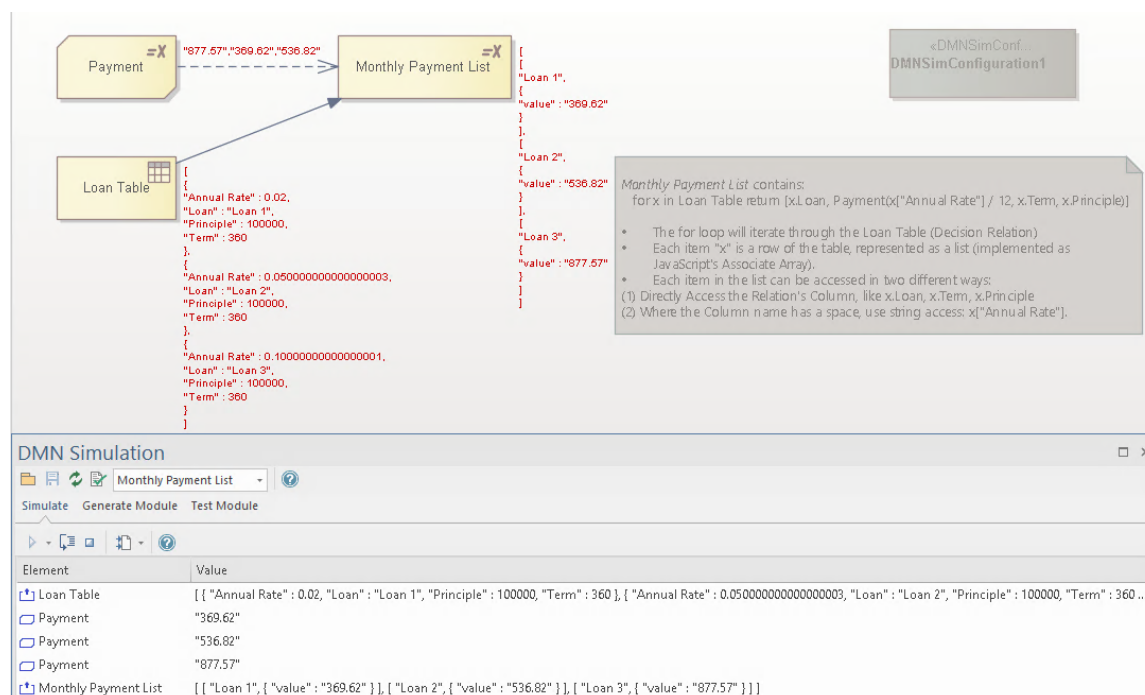 =X
Payment
"877.57","369.62","536.82"
=X
Monthly Payment List
Loan Table
[
{
"Annual Rate" : 0.02,
"Loan" : "Loan 1",
"Principle" : 100000,
"Term" : 360
},
{
"Annual Rate" : 0.050000000000000003,
"Loan" : "Loan 2",
"Principle" : 100000,
"Term" : 360
},
{
"Annual Rate" : 0.10000000000000001,
"Loan" : "Loan 3",
"Principle" : 100000,
"Term" : 360
}
]
[
[
"Loan 1",
{
"value" : "369.62"
}
],
[
"Loan 2",
{
"value" : "536.82"
}
],
[
"Loan 3",
{
"value" : "877.57"
}
]
]
«DMNSimConf...
DMNSimConfiguration1
Monthly Payment List contains:
for x in Loan Table return [x.Loan, Payment(x["Annual Rate"] / 12, x.Term, x.Principle)]
• The for loop will iterate through the Loan Table (Decision Relation)
• Each item "x" is a row of the table, represented as a list (implemented as
JavaScript's Associate Array).
• Each item in the list can be accessed in two different ways:
(1) Directly Access the Relation's Column, like x.Loan, x.Term, x.Principle
(2) Where the Column name has a space, use string access: x["Annual Rate"].
DMN Simulation
Monthly Payment List
Simulate Generate Module Test Module
Element Value
Loan Table [ { "Annual Rate" : 0.02, "Loan" : "Loan 1", "Principle" : 100000, "Term" : 360 }, { "Annual Rate" : 0.050000000000000003, "Loan" : "Loan 2", "Principle" : 100000, "Term" : 360 ...
Payment "369.62"
Payment "536.82"
Payment "877.57"
Monthly Payment List [ [ "Loan 1", { "value" : "369.62" } ], [ "Loan 2", { "value" : "536.82" } ], [ "Loan 3", { "value" : "877.57" } ] ]